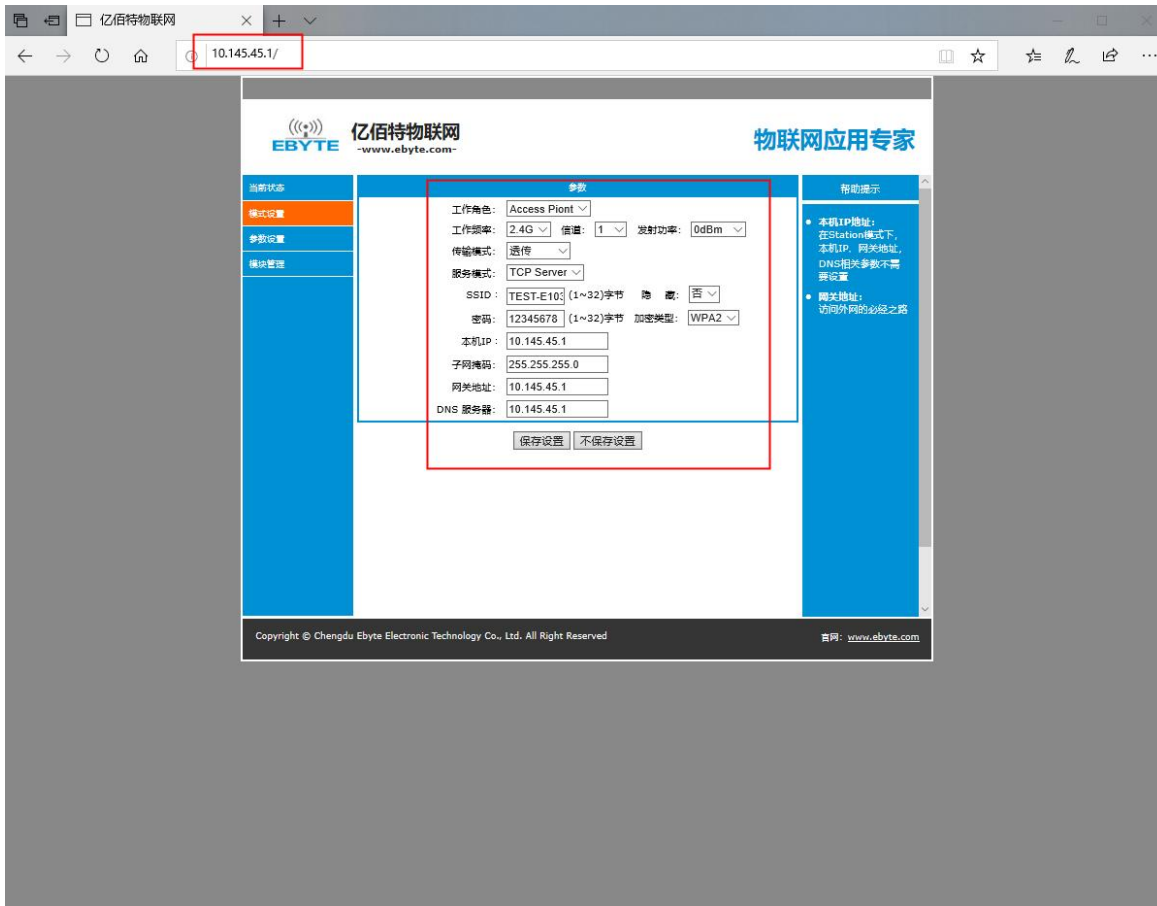 亿佰特物联网
10.145.45.1/
EBYTE
亿佰特物联网
-www.ebyte.com-
物联网应用专家
当前状态
模式设置
参数设置
模块管理
参数
工作角色: Access Piont
工作频率: 2.4G 信道: 1 发射功率: 0dBm
传输模式: 透传
服务模式: TCP Server
SSID : TEST-E103 (1~32)字节 隐 藏: 否
密码: 12345678 (1~32)字节 加密类型: WPA2
本机IP : 10.145.45.1
子网掩码: 255.255.255.0
网关地址: 10.145.45.1
DNS 服务器: 10.145.45.1
保存设置 不保存设置
帮助提示
本机IP地址:
在Station模式下,
本机IP, 网关地址,
DNS相关参数不需
要设置
网关地址:
访问外网的必经之路
Copyright © Chengdu Ebyte Electronic Technology Co., Ltd. All Right Reserved
官网: www.ebyte.com